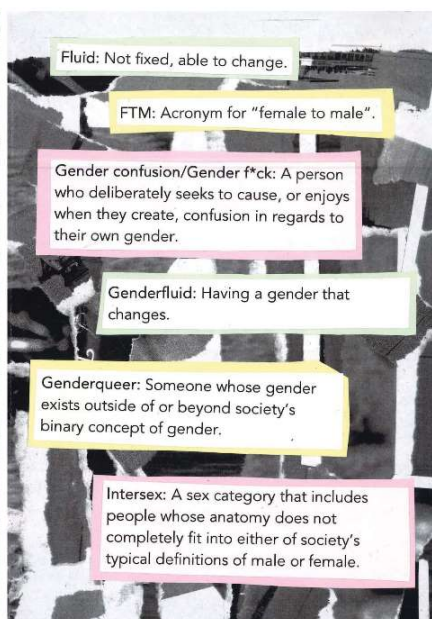 Fluid: Not fixed, able to change.
FTM: Acronym for “female to male“.
Gender confusion/Gender f*ck: A person
who deliberately seeks to cause, or enjoys
when they create, confusion in regards to
their own gender.
Genderfluid: Having a gender that
changes.
Genderqueer: Someone whose gender
exists outside of or beyond society’s
binary concept of gender.
Intersex: A sex category that includes
people whose anatomy does not
completely fit into either of society’s
typical definitions of male or female.